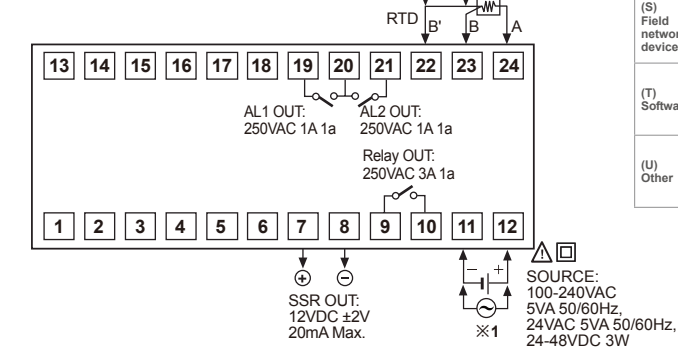 RTD
B'
B
A
13 14 15 16 17 18 19 20 21 22 23 24
AL1 OUT:
250VAC 1A 1a
AL2 OUT:
250VAC 1A 1a
Relay OUT:
250VAC 3A 1a
1 2 3 4 5 6 7 8 9 10 11 12
SSR OUT:
12VDC ±2V
20mA Max.
− +
※1
SOURCE:
100-240VAC
5VA 50/60Hz,
24VAC 5VA 50/60Hz,
24-48VDC 3W
(S)
Field
device
(T)
(U)
Other